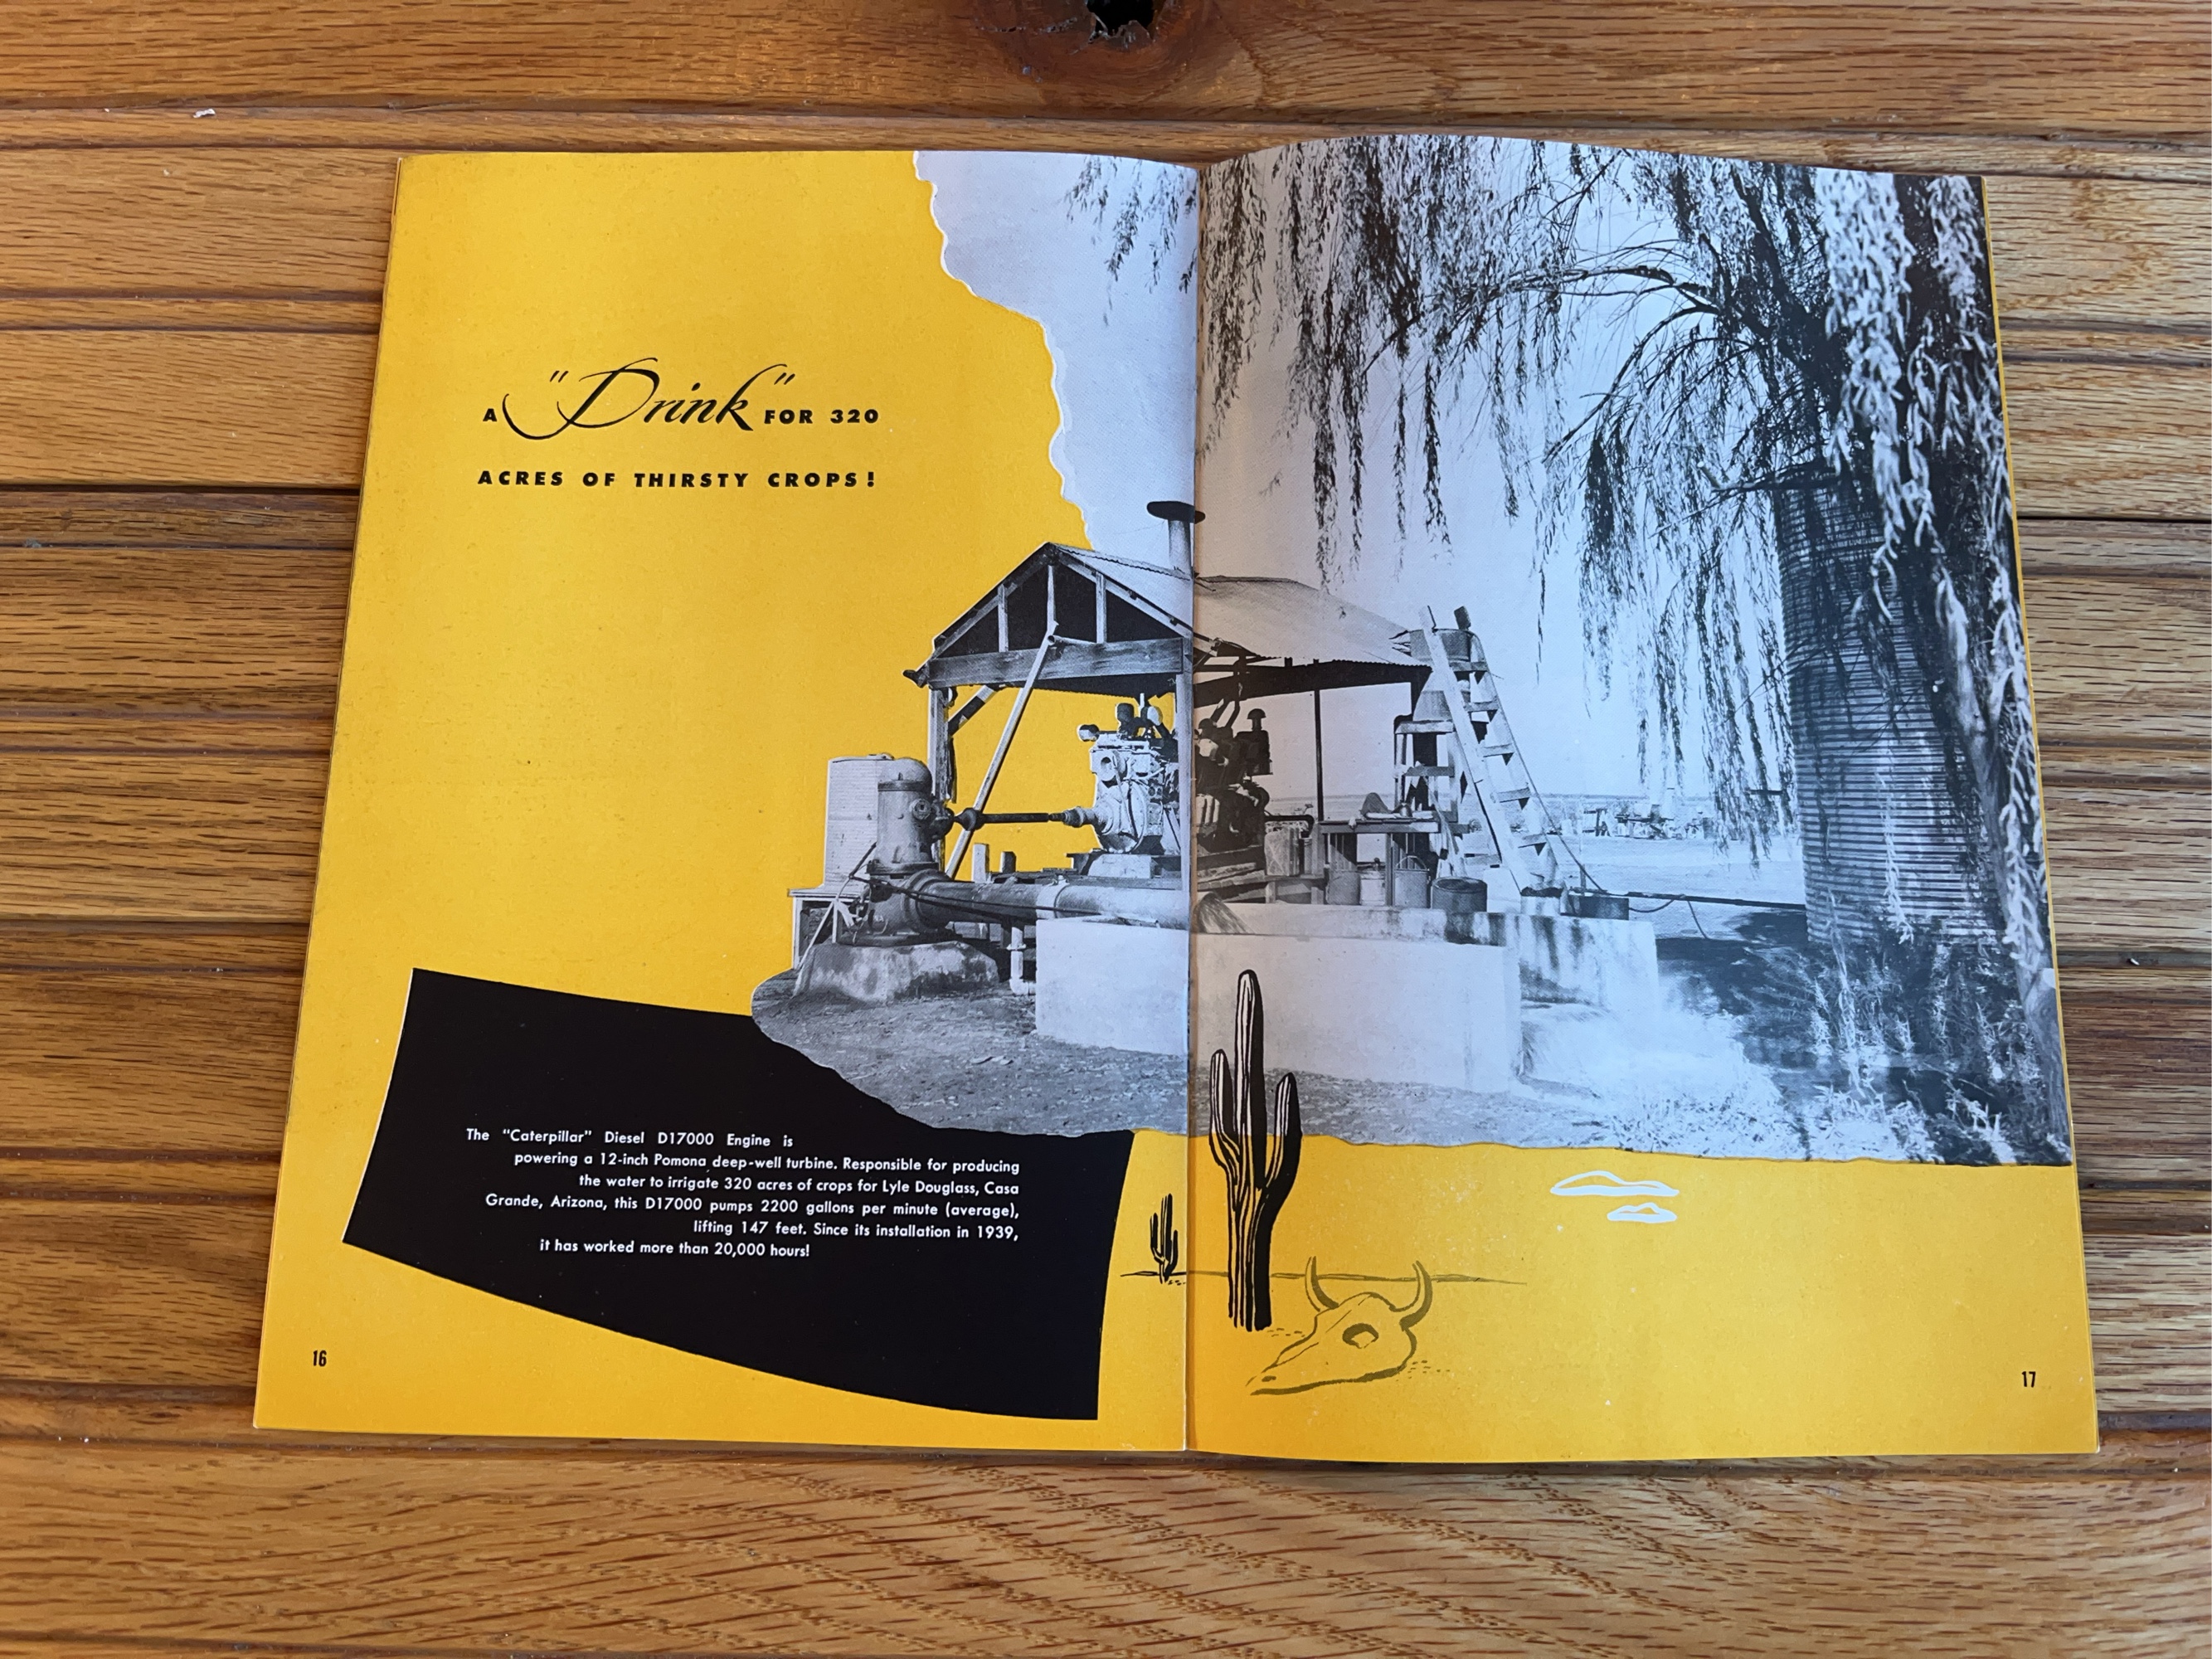 A "Drink" FOR 320
ACRES OF THIRSTY CROPS!
The "Caterpillar" Diesel D17000 Engine is
powering a 12-inch Pomona deep-well turbine. Responsible for producing
the water to irrigate 320 acres of crops for Lyle Douglass, Casa
Grande, Arizona, this D17000 pumps 2200 gallons per minute (average),
lifting 147 feet. Since its installation in 1939,
it has worked more than 20,000 hours!
16
17